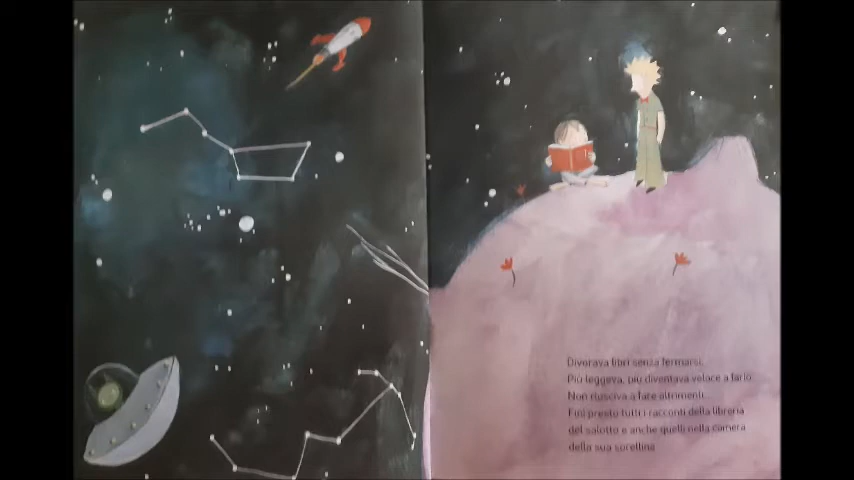 Divorava libri senza fermarsi.
Più leggeva, più diventava veloce a farlo.
Non riusciva a fare altrimenti.
Finì presto tutti i racconti della libreria
del salotto e anche quelli nella camera
della sua sorellina